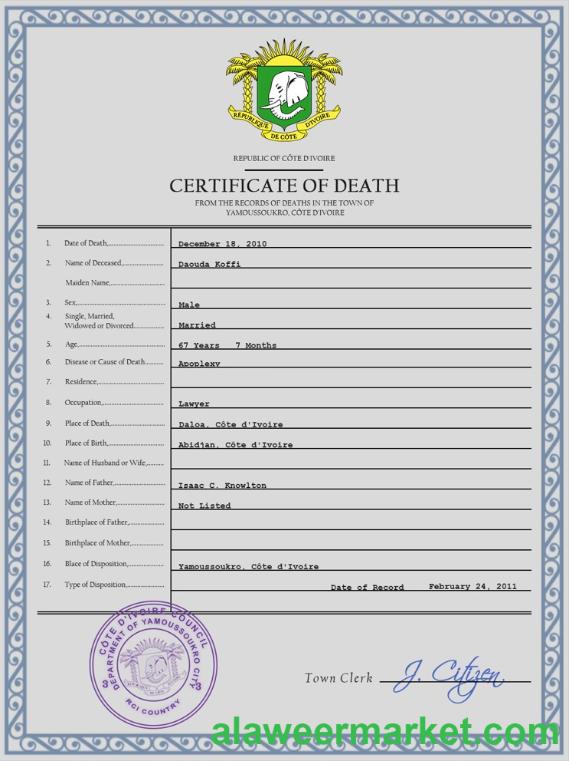 RÉPUBLIQUE DE CÔTE D'IVOIRE
REPUBLIC OF CÔTE D'IVOIRE
CERTIFICATE OF DEATH
FROM THE RECORDS OF DEATHS IN THE TOWN OF
YAMOUSSOUKRO, CÔTE D'IVOIRE
1. Date of Death,.................... December 18, 2010
2. Name of Deceased,.................... Daouda Koffi
Maiden Name,....................
3. Sex,.................... Male
4. Single, Married,
Widowed or Divorced.................... Married
5. Age,.................... 67 Years 7 Months
6. Disease or Cause of Death.......... Apoplexy
7. Residence,....................
8. Occupation,.................... Lawyer
9. Place of Death,.................... Daloa, Côte d'Ivoire
10. Place of Birth,.................... Abidjan, Côte d'Ivoire
11. Name of Husband or Wife,..........
12. Name of Father,.................... Isaac C. Knowlton
13. Name of Mother,.................... Not Listed
14. Birthplace of Father,....................
15. Birthplace of Mother,....................
16. Blace of Disposition,.................... Yamoussoukro, Côte d'Ivoire
17. Type of Disposition,.................... Date of Record February 24, 2011
CÔTE D'IVOIRE COUNCIL
DEPARTMENT OF YAMOUSSUKRO CITY
3 3
RCI COUNTRY
Town Clerk J. Citizen
alaweermarket.com